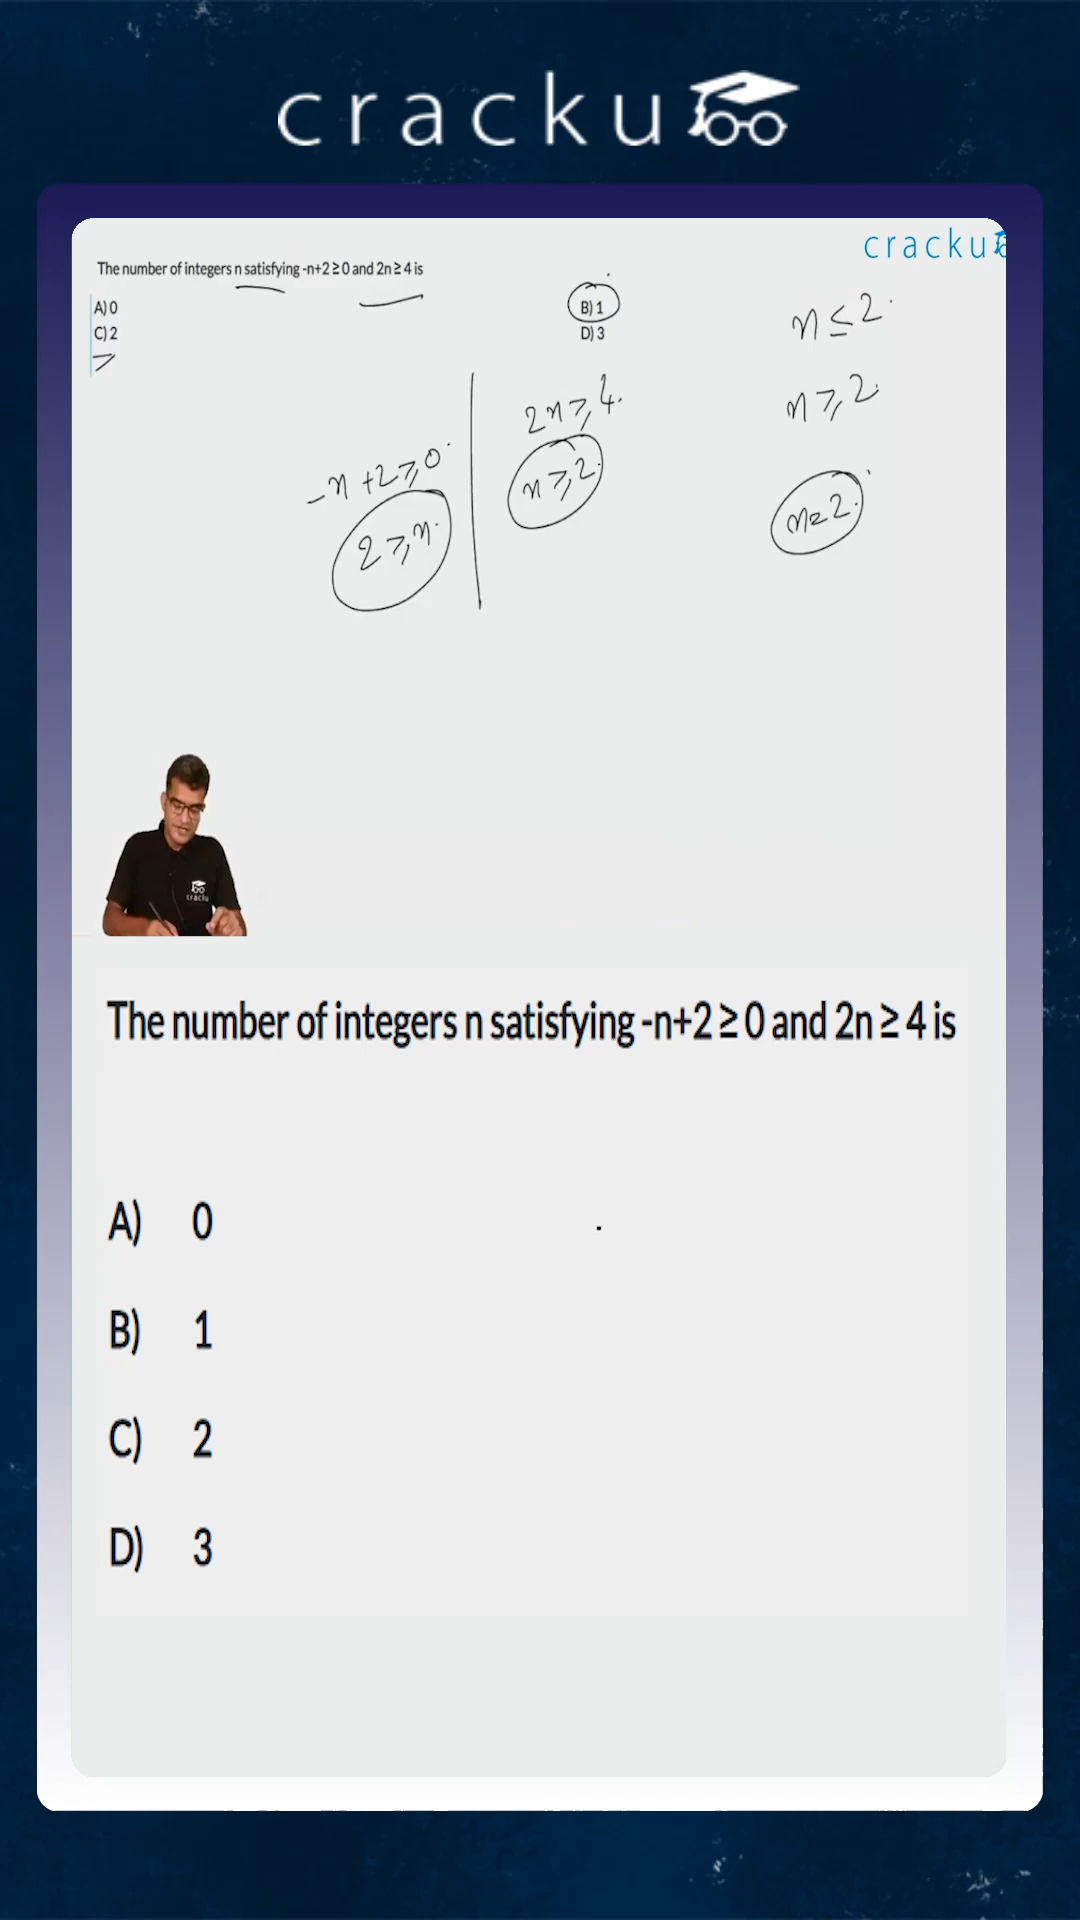 cracku
cracku
The number of integers n satisfying -n+2≥0 and 2n≥4 is
A) 0
B) 1
C) 2
D) 3
≥
-n+2≥0
2≥n
2n≥4
n≥2
n≤2
n≥2
n=2
cracku
The number of integers n satisfying -n+2≥0 and 2n≥4 is
A) 0
B) 1
C) 2
D) 3